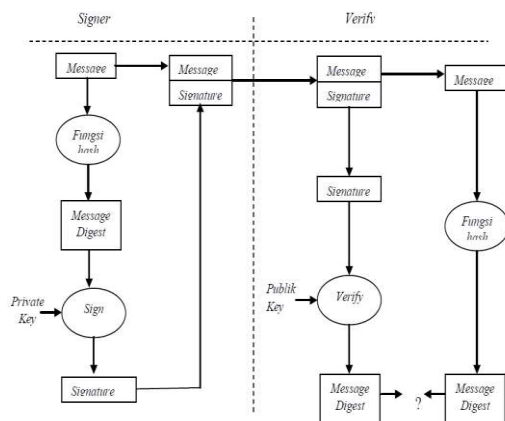 Signer
Verify
Message
Message
Signature
Fungsi
hash
Message
Digest
Private
Key
Sign
Signature
Message
Signature
Message
Signature
Fungsi
hash
Publik
Key
Verify
Message
Digest
?
Message
Digest